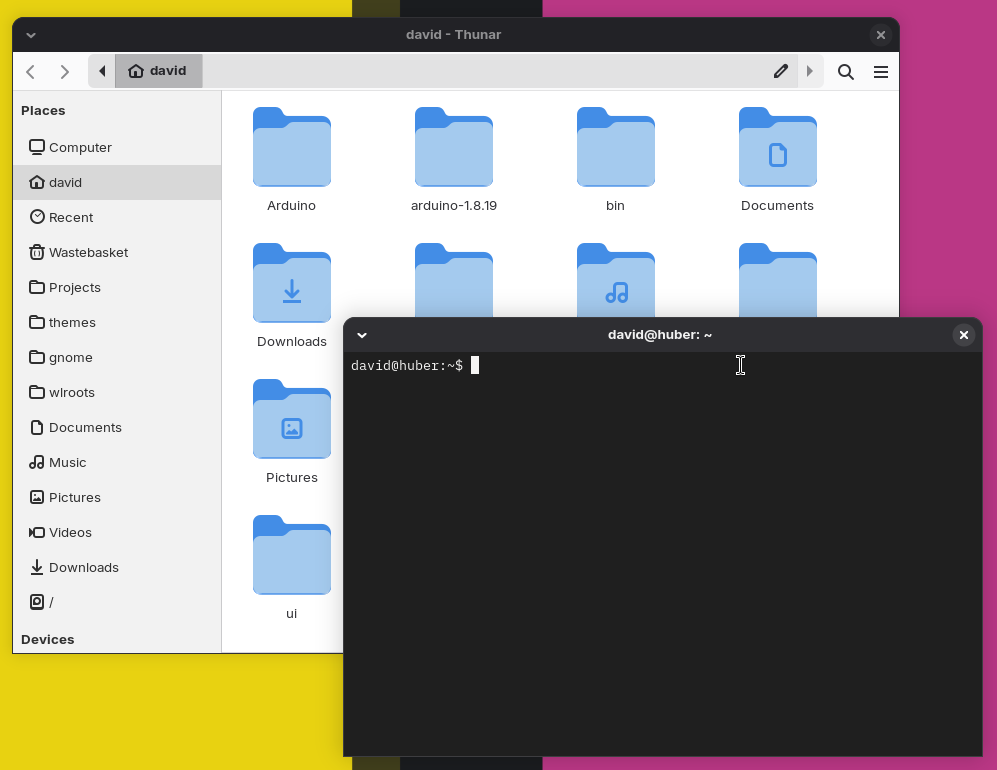 david - Thunar
david
Places
Computer
david
Recent
Wastebasket
Projects
themes
gnome
wlroots
Documents
Music
Pictures
Videos
Downloads
/
Devices
Arduino
arduino-1.8.19
bin
Documents
Downloads
Pictures
ui
david@huber: ~
david@huber:~$